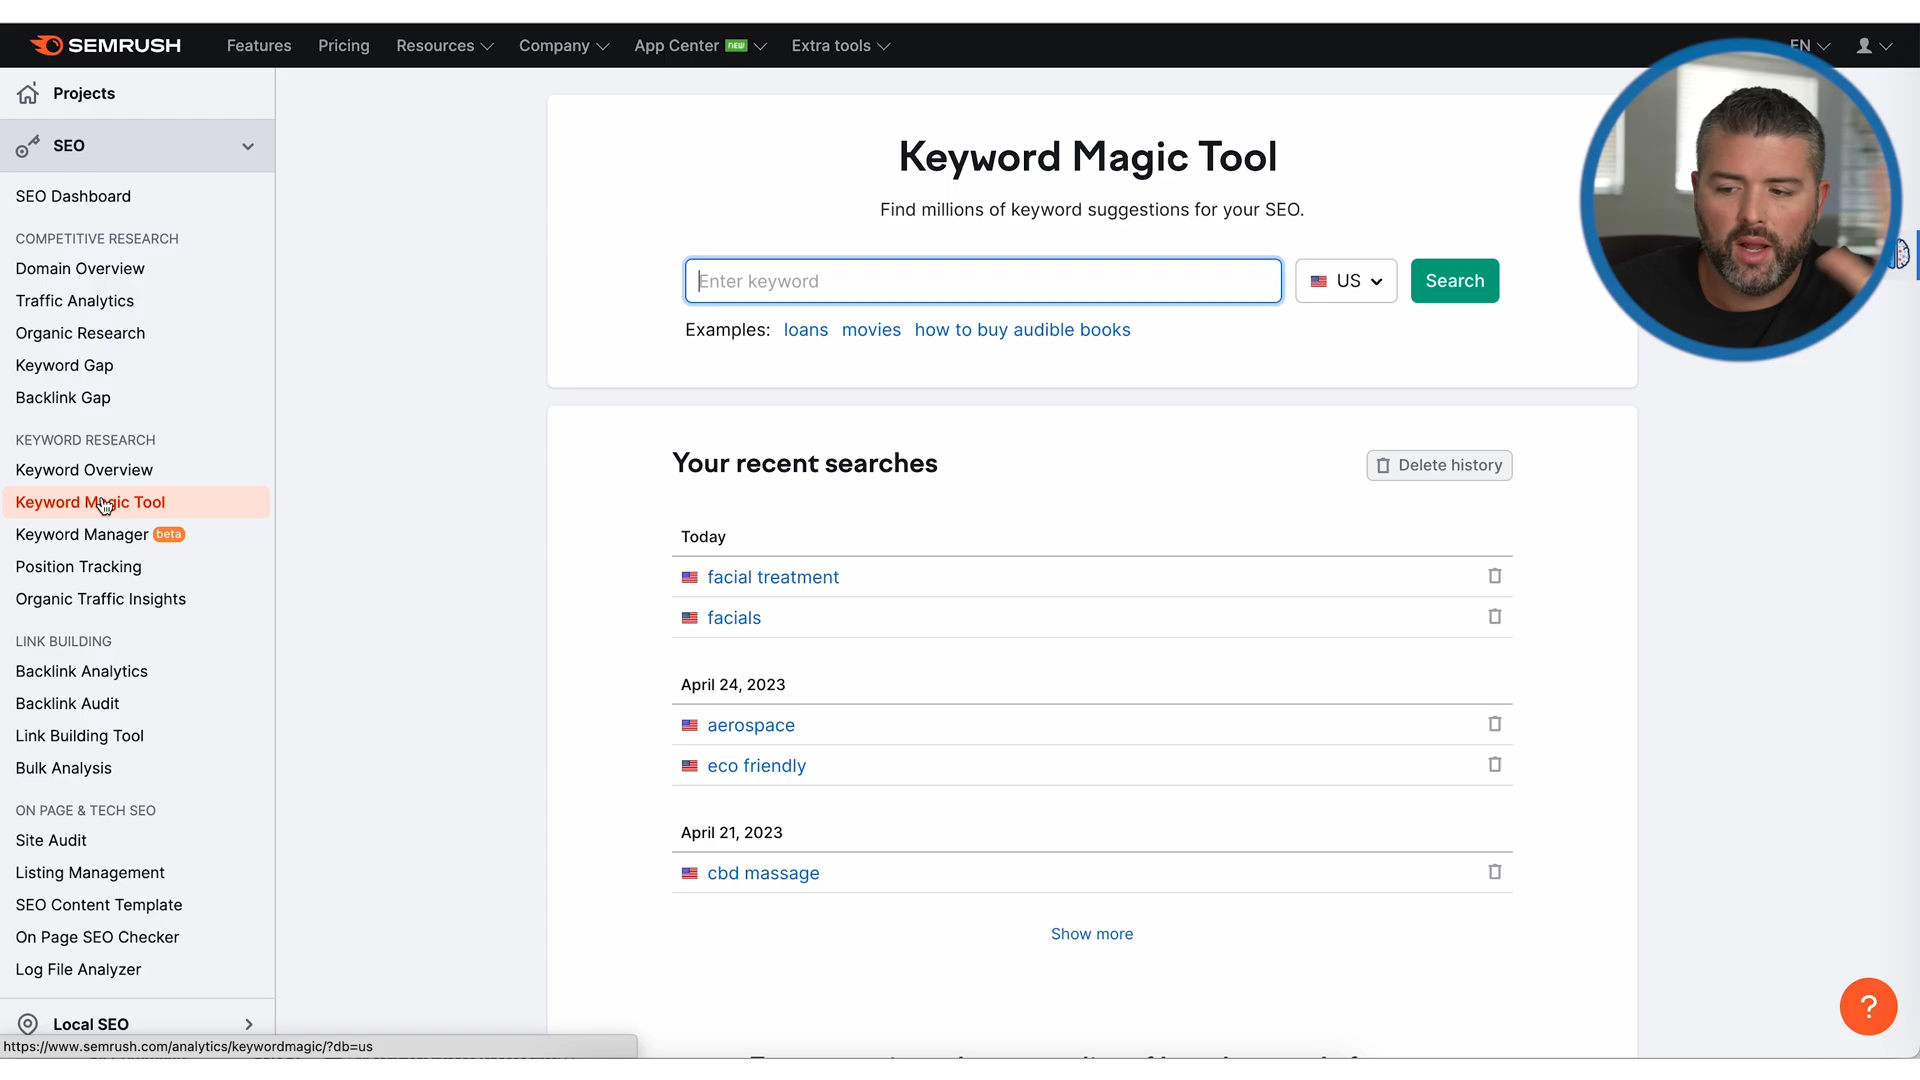 SEMRUSH
Features
Pricing
Resources
Company
App Center NEW
Extra tools
EN
Projects
SEO
SEO Dashboard
COMPETITIVE RESEARCH
Domain Overview
Traffic Analytics
Organic Research
Keyword Gap
Backlink Gap
KEYWORD RESEARCH
Keyword Overview
Keyword Magic Tool
Keyword Manager beta
Position Tracking
Organic Traffic Insights
LINK BUILDING
Backlink Analytics
Backlink Audit
Link Building Tool
Bulk Analysis
ON PAGE & TECH SEO
Site Audit
Listing Management
SEO Content Template
On Page SEO Checker
Log File Analyzer
Local SEO
https://www.semrush.com/analytics/keywordmagic/?db=us
Keyword Magic Tool
Find millions of keyword suggestions for your SEO.
Enter keyword
US
Search
Examples: loans movies how to buy audible books
Your recent searches
Delete history
Today
facial treatment
facials
April 24, 2023
aerospace
eco friendly
April 21, 2023
cbd massage
Show more
?